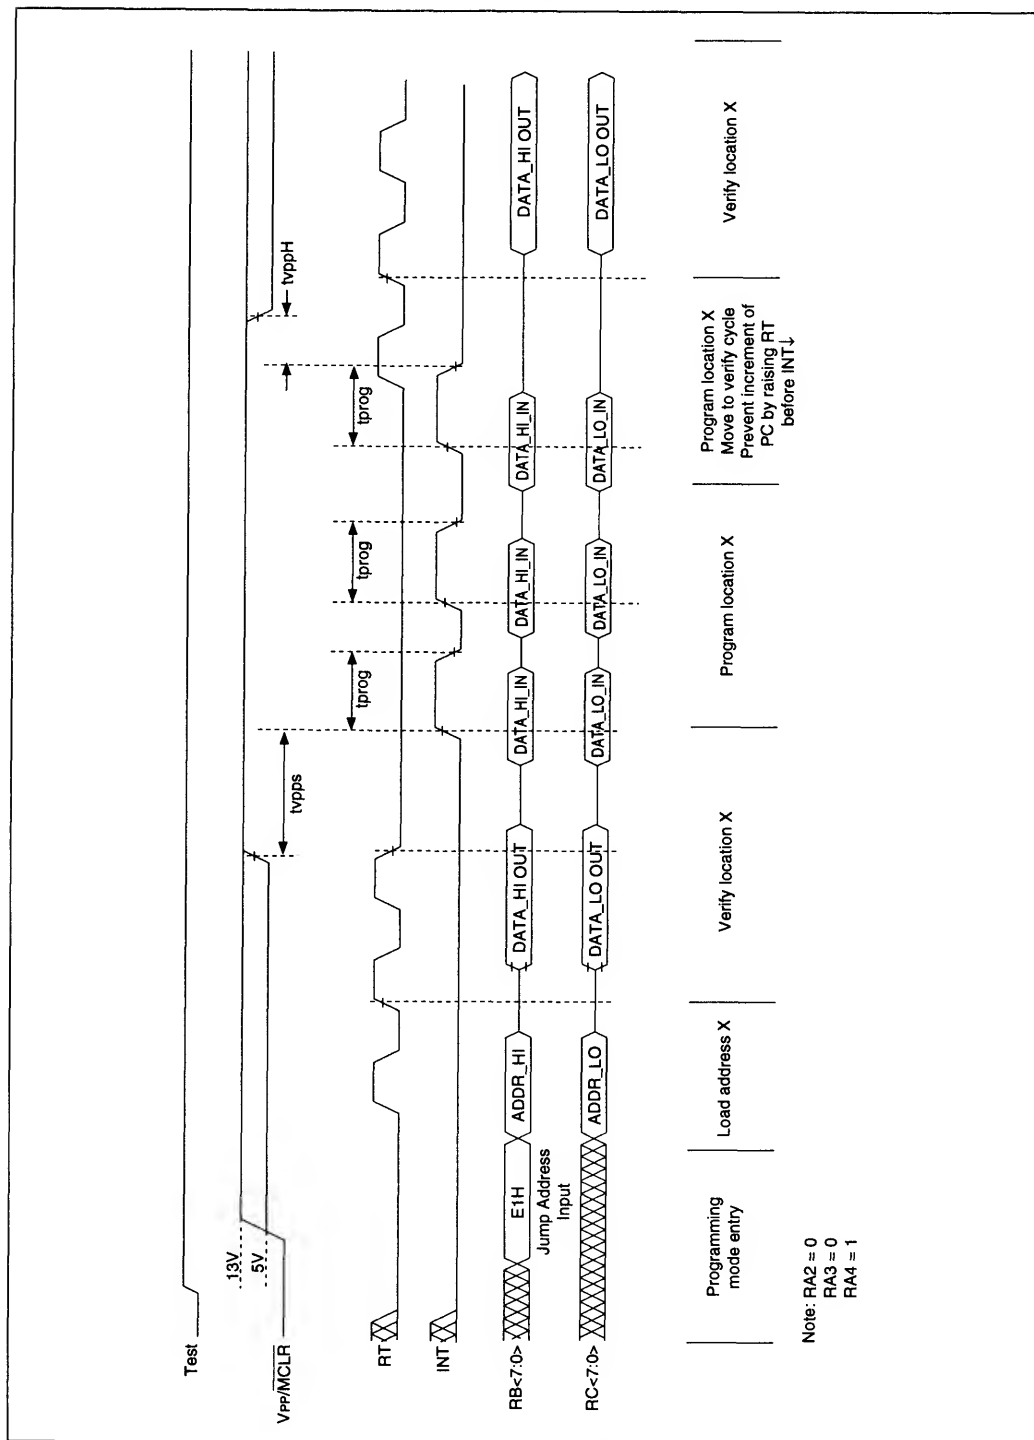 Test
VPP/MCLR
13V
5V
tvpps
tvppH
tprog
tprog
tprog
RT
INT
RB<7:0>
E1H
ADDR_HI
DATA_HI OUT
DATA_HI_IN
DATA_HI_IN
DATA_HI_IN
DATA_HI OUT
Jump Address
Input
RC<7:0>
ADDR_LO
DATA_LO OUT
DATA_LO_IN
DATA_LO_IN
DATA_LO_IN
DATA_LO OUT
Programming
mode entry
Load address X
Verify location X
Program location X
Program location X
Move to verify cycle
Prevent increment of
PC by raising RT
before INT↓
Verify location X
Note: RA2 = 0
RA3 = 0
RA4 = 1